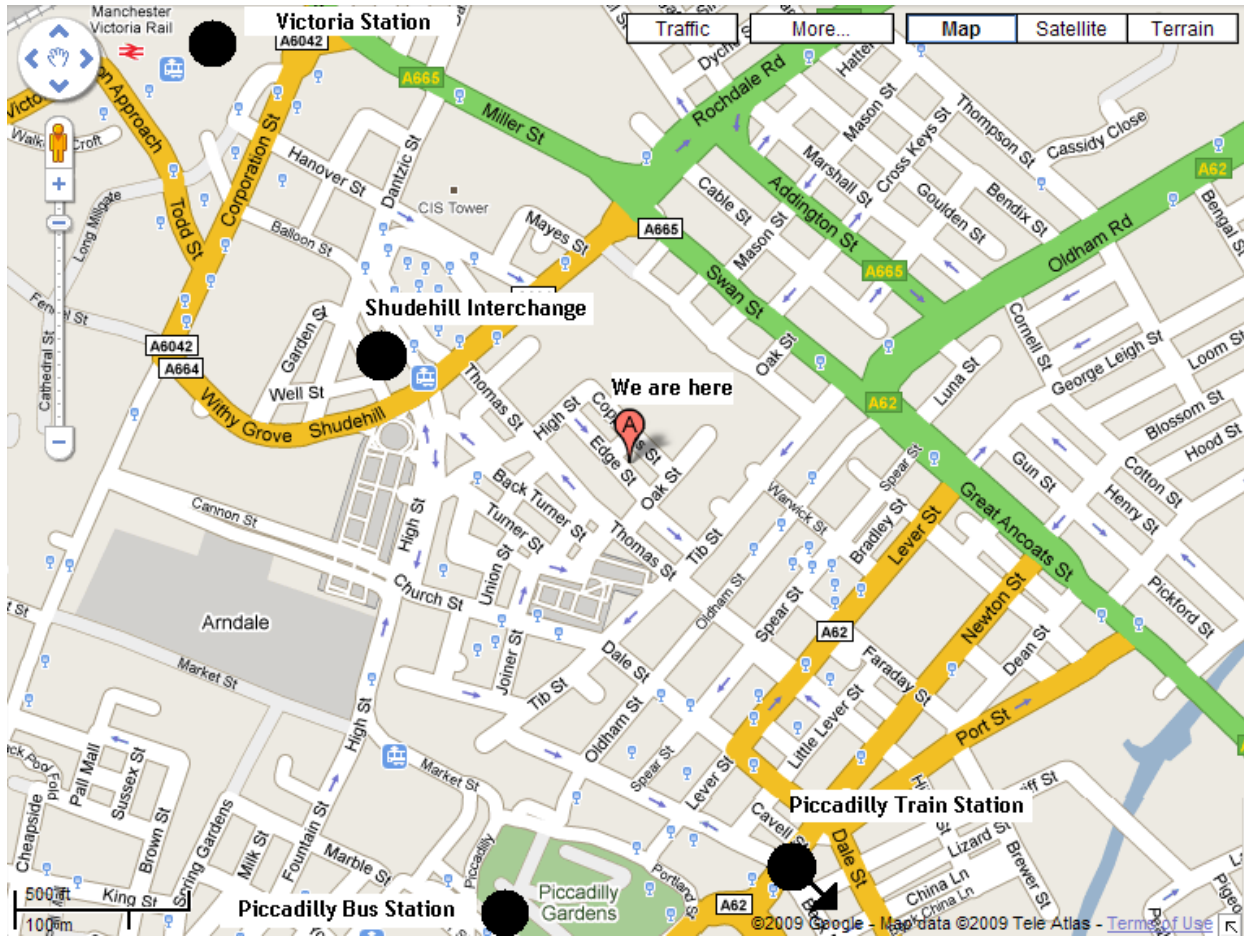 Manchester
Victoria Rail
Victoria Station
A6042
Traffic
More...
Map
Satellite
Terrain
A665
Miller St
Rochdale Rd
Thompson St
Cassidy Close
Mason St
Cross Keys St
Marshall St
Goulden St
Bendix St
A62
Bengal St
Oldham Rd
Addington St
A665
Cable St
Mason St
A665
Swan St
Mayes St
CIS Tower
Dantzic St
Hanover St
Balloon St
Corporation St
Todd St
Long Millgate
Shudehill Interchange
Garden St
Well St
A6042
A664
Withy Grove
Shudehill
Cathedral St
Thomas St
High St
We are here
A
Edge St
Oak St
Oak St
Luna St
A62
Cornell St
George Leigh St
Loom St
Blossom St
Hood St
Cotton St
Henry St
Gun St
Great Ancoats St
Pickford St
Spear St
Bradley St
Lever St
Warwick St
Tib St
Thomas St
Back Turner St
Turner St
Union St
Cannon St
High St
Church St
Arndale
Market St
Joiner St
Tib St
Dale St
Oldham St
Oldham St
Spear St
A62
Newton St
Dean St
Faraday St
Little Lever St
Port St
Lever St
Spear St
Market St
High St
Pall Mall
Sussex St
Brown St
Cheapside
Spring Gardens
Milk St
Fountain St
Marble St
King St
Piccadilly
Piccadilly
Gardens
Portland St
Cavell St
Piccadilly Train Station
Dale St
Lizard St
Brewer St
China Ln
Piccadilly Bus Station
A62
500 ft
100 m
©2009 Google - Map data ©2009 Tele Atlas - Terms of Use